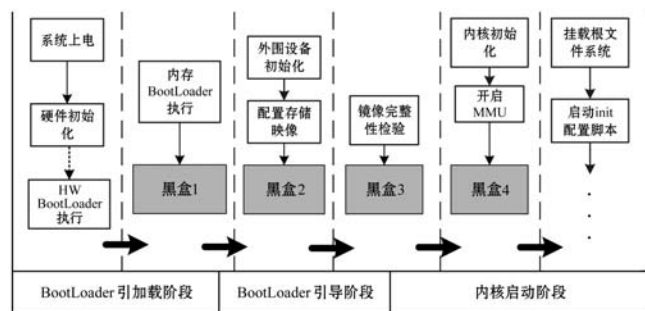 系统上电
硬件初始
化
HW
BootLoader
执行
内存
BootLoader
执行
黑盒1
外围设备
初始化
配置存储
映像
黑盒2
镜像完整
性检验
黑盒3
内核初始
化
开启
MMU
黑盒4
挂载根文
件系统
启动init
配置脚本
BootLoader 引加载阶段
BootLoader 引导阶段
内核启动阶段